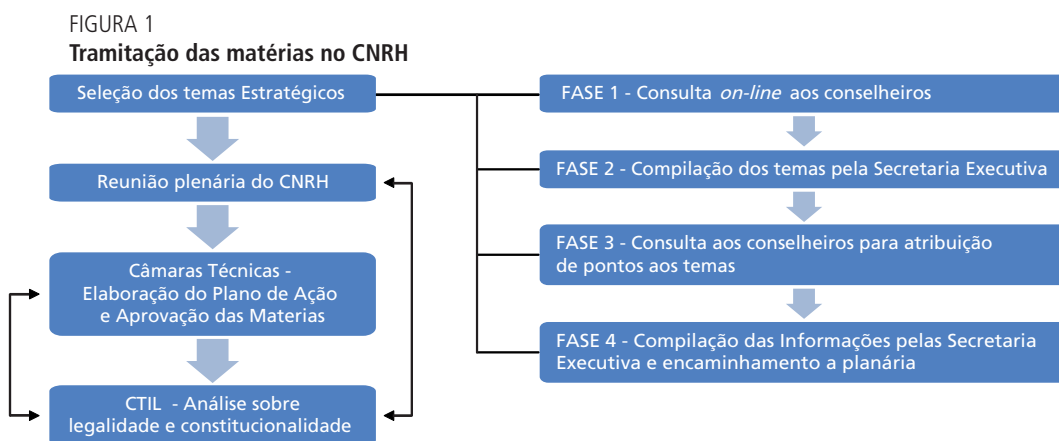 FIGURA 1
Tramitação das matérias no CNRH
Seleção dos temas Estratégicos
Reunião plenária do CNRH
Câmaras Técnicas -
Elaboração do Plano de Ação
e Aprovação das Materias
CTIL - Análise sobre
legalidade e constitucionalidade
FASE 1 - Consulta on-line aos conselheiros
FASE 2 - Compilação dos temas pela Secretaria Executiva
FASE 3 - Consulta aos conselheiros para atribuição
de pontos aos temas
FASE 4 - Compilação das Informações pelas Secretaria
Executiva e encaminhamento a planária